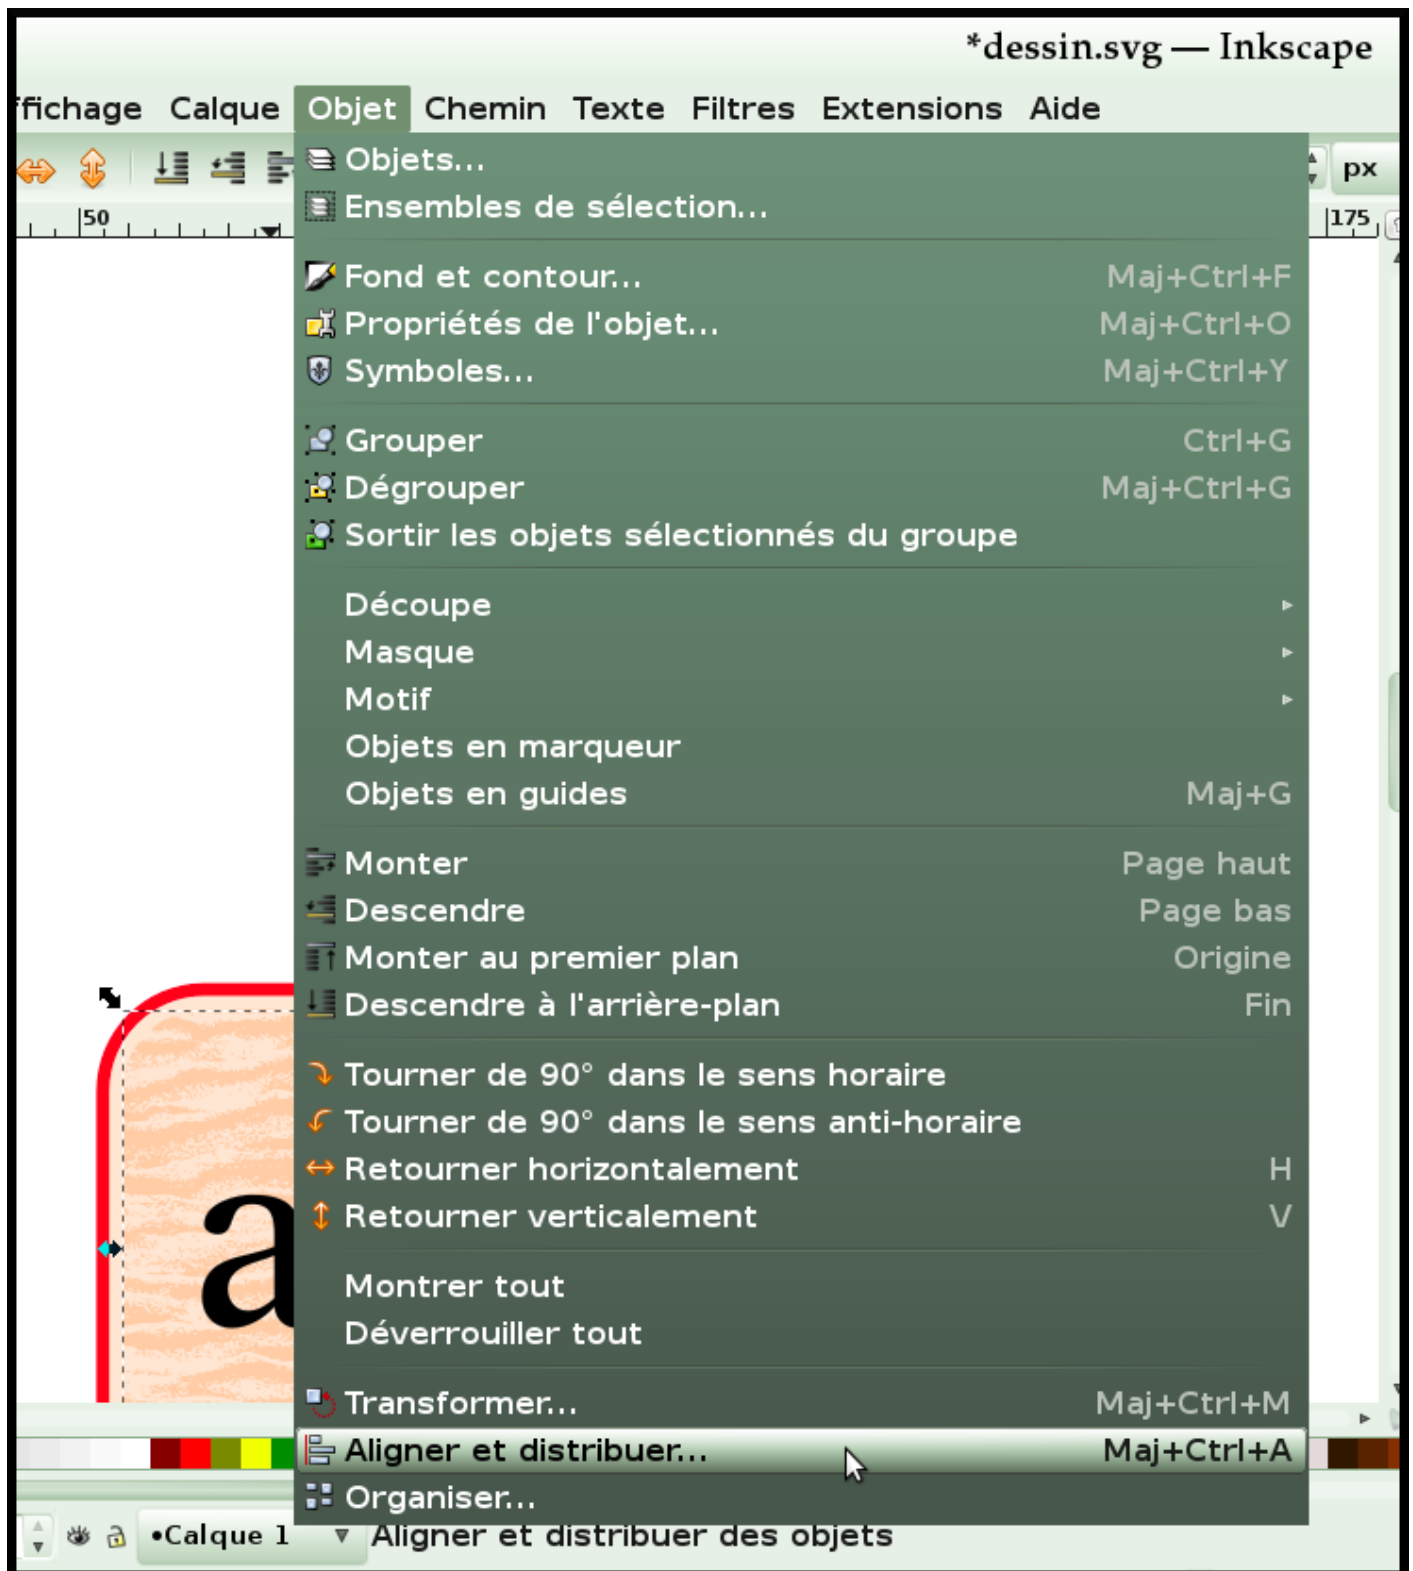 *dessin.svg — Inkscape
ffichage Calque Objet Chemin Texte Filtres Extensions Aide
px
50 175
Objets...
Ensembles de sélection...
Fond et contour... Maj+Ctrl+F
Propriétés de l'objet... Maj+Ctrl+O
Symboles... Maj+Ctrl+Y
Grouper Ctrl+G
Dégrouper Maj+Ctrl+G
Sortir les objets sélectionnés du groupe
Découpe
Masque
Motif
Objets en marqueur
Objets en guides Maj+G
Monter Page haut
Descendre Page bas
Monter au premier plan Origine
Descendre à l'arrière-plan Fin
Tourner de 90° dans le sens horaire
Tourner de 90° dans le sens anti-horaire
Retourner horizontalement H
Retourner verticalement V
a
Montrer tout
Déverrouiller tout
Transformer... Maj+Ctrl+M
Aligner et distribuer... Maj+Ctrl+A
Organiser...
•Calque 1 Aligner et distribuer des objets